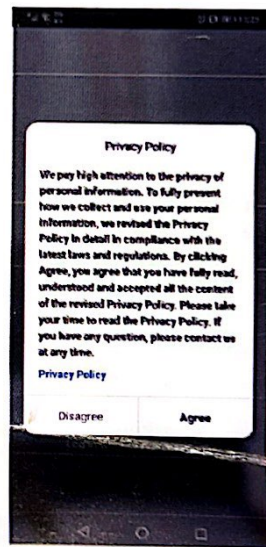 Privacy Policy
We pay high attention to the privacy of
personal information. To fully present
how we collect and use your personal
information, we revised the Privacy
Policy in detail in compliance with the
latest laws and regulations. By clicking
Agree, you agree that you have fully read,
understood and accepted all the content
of the revised Privacy Policy. Please take
your time to read the Privacy Policy. If
you have any question, please contact us
at any time.
Privacy Policy
Disagree Agree